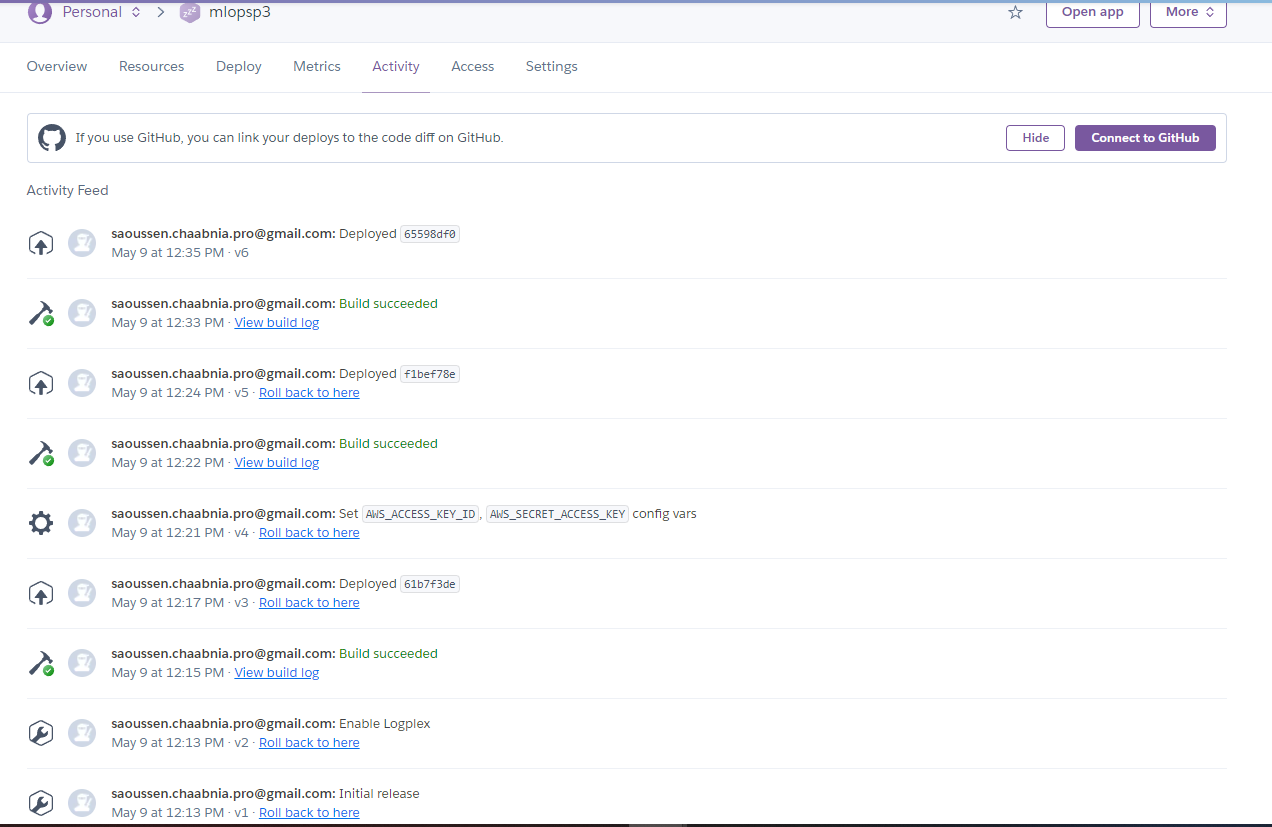 Personal > zzZ mlopsp3 Open app More
Overview Resources Deploy Metrics Activity Access Settings
If you use GitHub, you can link your deploys to the code diff on GitHub. Hide Connect to GitHub
Activity Feed
saoussen.chaabnia.pro@gmail.com: Deployed 65598df0
May 9 at 12:35 PM · v6
saoussen.chaabnia.pro@gmail.com: Build succeeded
May 9 at 12:33 PM · View build log
saoussen.chaabnia.pro@gmail.com: Deployed f1bef78e
May 9 at 12:24 PM · v5 · Roll back to here
saoussen.chaabnia.pro@gmail.com: Build succeeded
May 9 at 12:22 PM · View build log
saoussen.chaabnia.pro@gmail.com: Set AWS_ACCESS_KEY_ID, AWS_SECRET_ACCESS_KEY config vars
May 9 at 12:21 PM · v4 · Roll back to here
saoussen.chaabnia.pro@gmail.com: Deployed 61b7f3de
May 9 at 12:17 PM · v3 · Roll back to here
saoussen.chaabnia.pro@gmail.com: Build succeeded
May 9 at 12:15 PM · View build log
saoussen.chaabnia.pro@gmail.com: Enable Logplex
May 9 at 12:13 PM · v2 · Roll back to here
saoussen.chaabnia.pro@gmail.com: Initial release
May 9 at 12:13 PM · v1 · Roll back to here